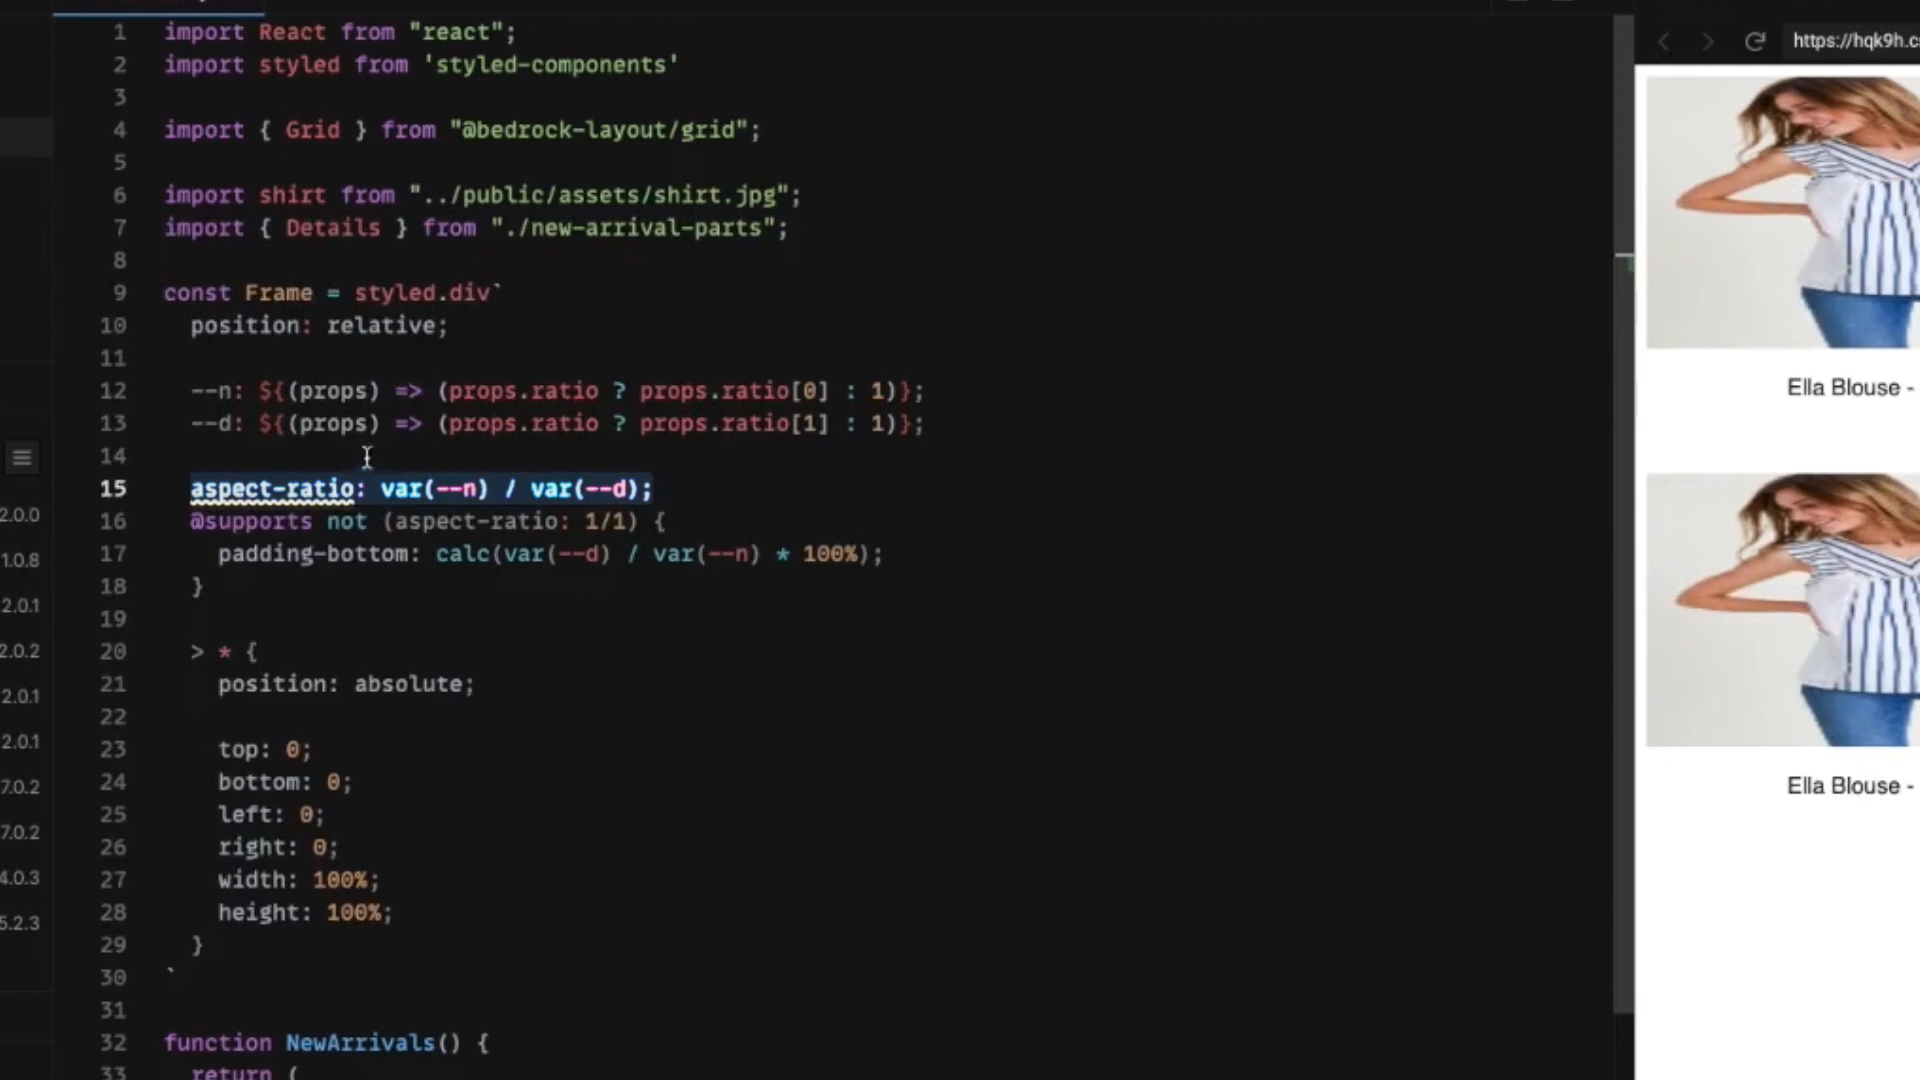 1 import React from "react";
2 import styled from 'styled-components'
3
4 import { Grid } from "@bedrock-layout/grid";
5
6 import shirt from "../public/assets/shirt.jpg";
7 import { Details } from "./new-arrival-parts";
8
9 const Frame = styled.div`
10 position: relative;
11
12 --n: ${(props) => (props.ratio ? props.ratio[0] : 1)};
13 --d: ${(props) => (props.ratio ? props.ratio[1] : 1)};
14
15 aspect-ratio: var(--n) / var(--d);
16 @supports not (aspect-ratio: 1/1) {
17 padding-bottom: calc(var(--d) / var(--n) * 100%);
18 }
19
20 > * {
21 position: absolute;
22
23 top: 0;
24 bottom: 0;
25 left: 0;
26 right: 0;
27 width: 100%;
28 height: 100%;
29 }
30 `
31
32 function NewArrivals() {
33 return (
2.0.0
1.0.8
2.0.1
2.0.2
2.0.1
2.0.1
7.0.2
7.0.2
4.0.3
5.2.3
https://hqk9h.c
Ella Blouse -
Ella Blouse -